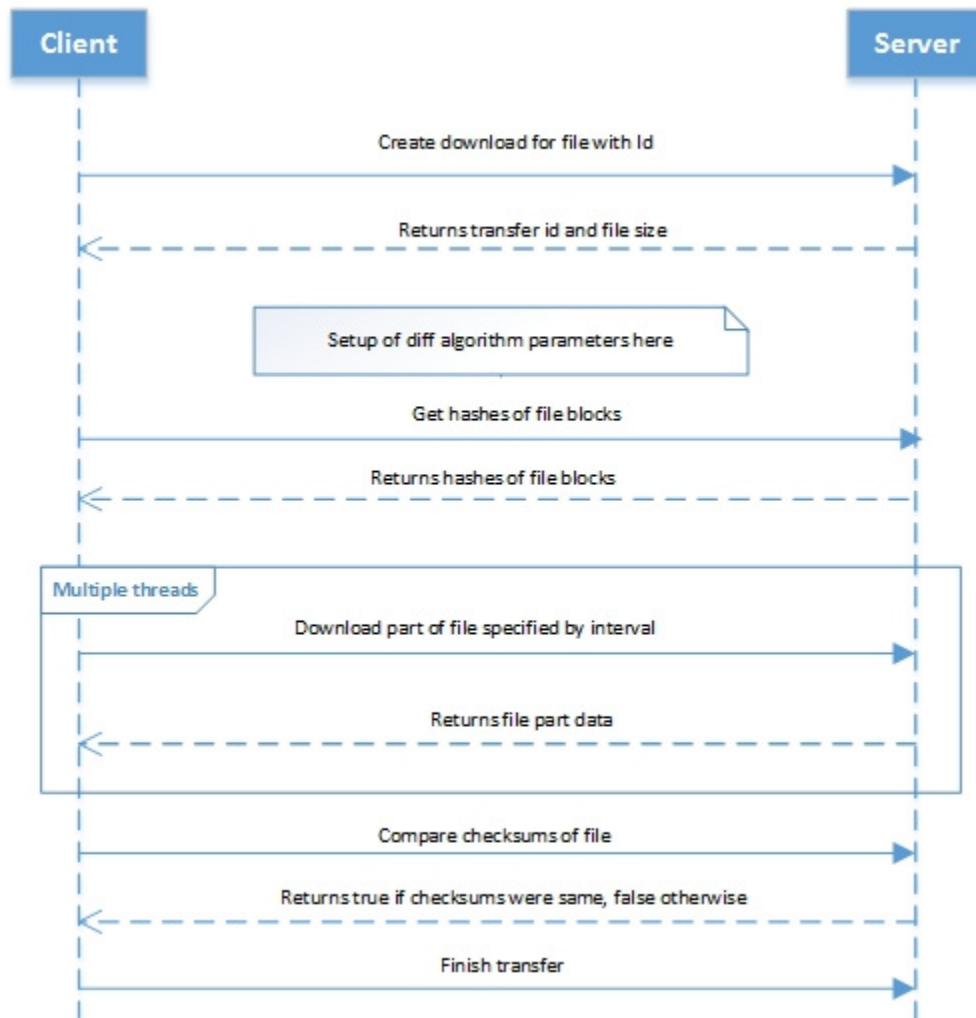 Client
Server
Create download for file with Id
Returns transfer id and file size
Setup of diff algorithm parameters here
Get hashes of file blocks
Returns hashes of file blocks
Multiple threads
Download part of file specified by interval
Returns file part data
Compare checksums of file
Returns true if checksums were same, false otherwise
Finish transfer